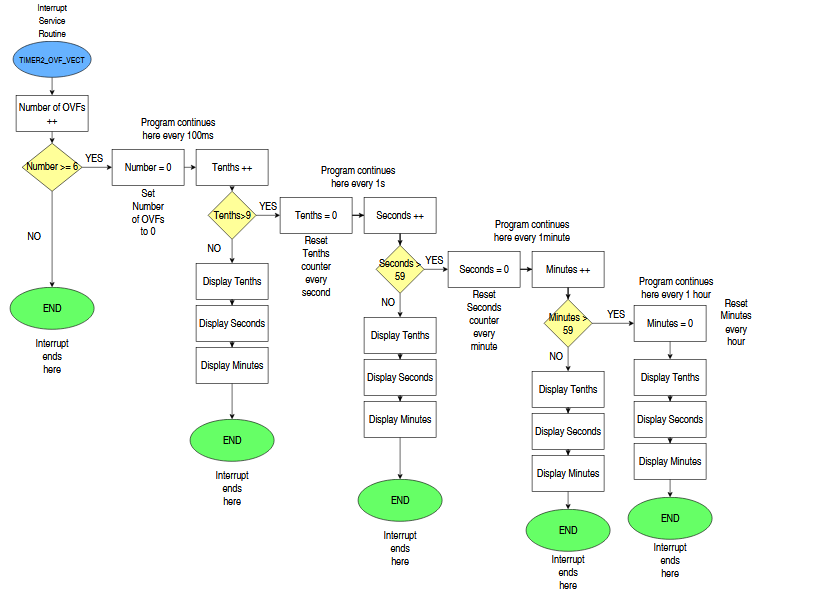 Interrupt
Service
Routine
TIMER2_OVF_VECT
Number of OVFs
++
Number >= 6
YES
NO
END
Interrupt
ends
here
Program continues
here every 100ms
Number = 0
Set
Number
of OVFs
to 0
Tenths ++
Tenths>9
YES
NO
Display Tenths
Display Seconds
Display Minutes
END
Interrupt
ends
here
Program continues
here every 1s
Tenths = 0
Reset
Tenths
counter
every
second
Seconds ++
Seconds >
59
YES
NO
Display Tenths
Display Seconds
Display Minutes
END
Interrupt
ends
here
Program continues
here every 1minute
Seconds = 0
Reset
Seconds
counter
every
minute
Minutes ++
Minutes >
59
YES
NO
Display Tenths
Display Seconds
Display Minutes
END
Interrupt
ends
here
Program continues
here every 1 hour
Minutes = 0
Reset
Minutes
every
hour
Display Tenths
Display Seconds
Display Minutes
END
Interrupt
ends
here